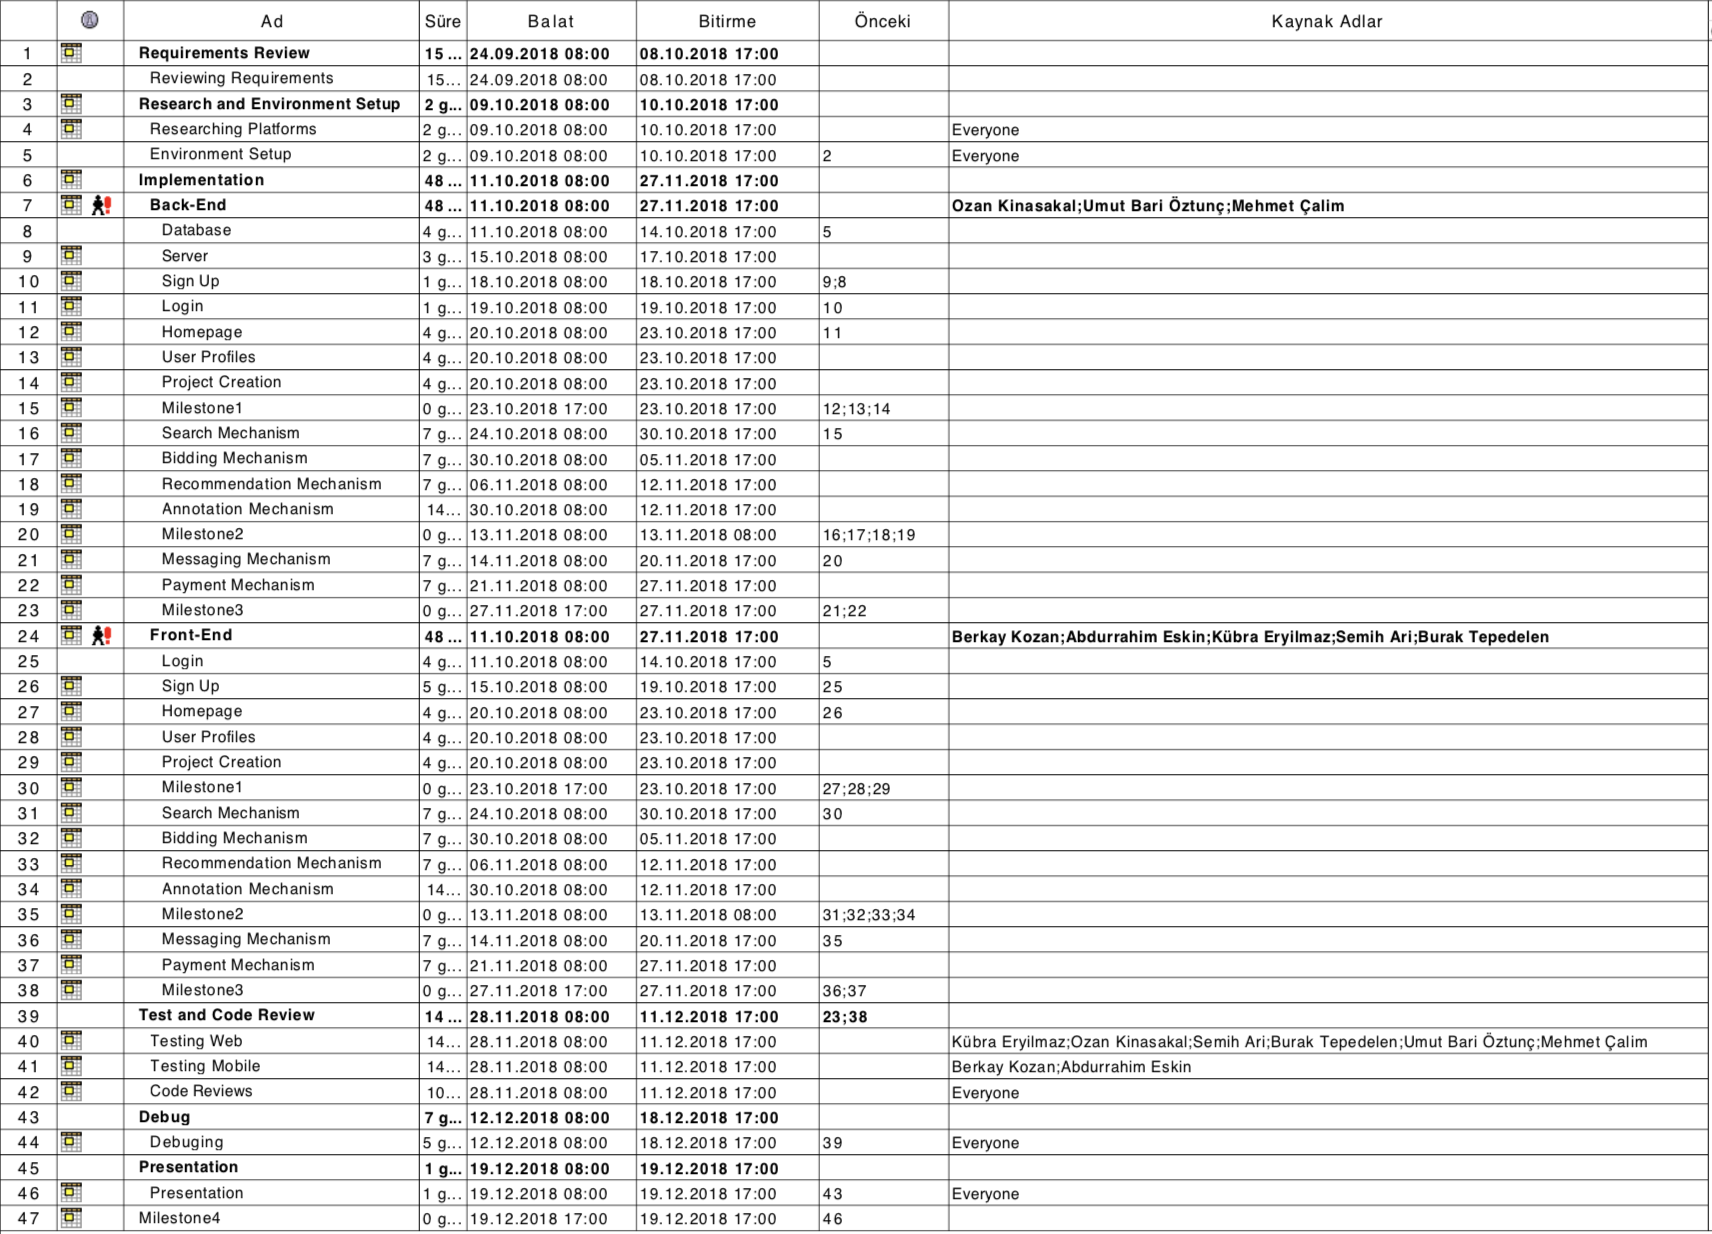 Ad Süre Balat Bitirme Önceki Kaynak Adlar
1 Requirements Review 15 ... 24.09.2018 08:00 08.10.2018 17:00
2 Reviewing Requirements 15... 24.09.2018 08:00 08.10.2018 17:00
3 Research and Environment Setup 2 g... 09.10.2018 08:00 10.10.2018 17:00
4 Researching Platforms 2 g... 09.10.2018 08:00 10.10.2018 17:00 Everyone
5 Environment Setup 2 g... 09.10.2018 08:00 10.10.2018 17:00 2 Everyone
6 Implementation 48 ... 11.10.2018 08:00 27.11.2018 17:00
7 Back-End 48 ... 11.10.2018 08:00 27.11.2018 17:00 Ozan Kinasakal;Umut Bari Öztunç;Mehmet Çalim
8 Database 4 g... 11.10.2018 08:00 14.10.2018 17:00 5
9 Server 3 g... 15.10.2018 08:00 17.10.2018 17:00
10 Sign Up 1 g... 18.10.2018 08:00 18.10.2018 17:00 9;8
11 Login 1 g... 19.10.2018 08:00 19.10.2018 17:00 10
12 Homepage 4 g... 20.10.2018 08:00 23.10.2018 17:00 11
13 User Profiles 4 g... 20.10.2018 08:00 23.10.2018 17:00
14 Project Creation 4 g... 20.10.2018 08:00 23.10.2018 17:00
15 Milestone1 0 g... 23.10.2018 17:00 23.10.2018 17:00 12;13;14
16 Search Mechanism 7 g... 24.10.2018 08:00 30.10.2018 17:00 15
17 Bidding Mechanism 7 g... 30.10.2018 08:00 05.11.2018 17:00
18 Recommendation Mechanism 7 g... 06.11.2018 08:00 12.11.2018 17:00
19 Annotation Mechanism 14... 30.10.2018 08:00 12.11.2018 17:00
20 Milestone2 0 g... 13.11.2018 08:00 13.11.2018 08:00 16;17;18;19
21 Messaging Mechanism 7 g... 14.11.2018 08:00 20.11.2018 17:00 20
22 Payment Mechanism 7 g... 21.11.2018 08:00 27.11.2018 17:00
23 Milestone3 0 g... 27.11.2018 17:00 27.11.2018 17:00 21;22
24 Front-End 48 ... 11.10.2018 08:00 27.11.2018 17:00 Berkay Kozan;Abdurrahim Eskin;Kübra Eryilmaz;Semih Ari;Burak Tepedelen
25 Login 4 g... 11.10.2018 08:00 14.10.2018 17:00 5
26 Sign Up 5 g... 15.10.2018 08:00 19.10.2018 17:00 25
27 Homepage 4 g... 20.10.2018 08:00 23.10.2018 17:00 26
28 User Profiles 4 g... 20.10.2018 08:00 23.10.2018 17:00
29 Project Creation 4 g... 20.10.2018 08:00 23.10.2018 17:00
30 Milestone1 0 g... 23.10.2018 17:00 23.10.2018 17:00 27;28;29
31 Search Mechanism 7 g... 24.10.2018 08:00 30.10.2018 17:00 30
32 Bidding Mechanism 7 g... 30.10.2018 08:00 05.11.2018 17:00
33 Recommendation Mechanism 7 g... 06.11.2018 08:00 12.11.2018 17:00
34 Annotation Mechanism 14... 30.10.2018 08:00 12.11.2018 17:00
35 Milestone2 0 g... 13.11.2018 08:00 13.11.2018 08:00 31;32;33;34
36 Messaging Mechanism 7 g... 14.11.2018 08:00 20.11.2018 17:00 35
37 Payment Mechanism 7 g... 21.11.2018 08:00 27.11.2018 17:00
38 Milestone3 0 g... 27.11.2018 17:00 27.11.2018 17:00 36;37
39 Test and Code Review 14 ... 28.11.2018 08:00 11.12.2018 17:00 23;38
40 Testing Web 14... 28.11.2018 08:00 11.12.2018 17:00 Kübra Eryilmaz;Ozan Kinasakal;Semih Ari;Burak Tepedelen;Umut Bari Öztunç;Mehmet Çalim
41 Testing Mobile 14... 28.11.2018 08:00 11.12.2018 17:00 Berkay Kozan;Abdurrahim Eskin
42 Code Reviews 10... 28.11.2018 08:00 11.12.2018 17:00 Everyone
43 Debug 7 g... 12.12.2018 08:00 18.12.2018 17:00
44 Debuging 5 g... 12.12.2018 08:00 18.12.2018 17:00 39 Everyone
45 Presentation 1 g... 19.12.2018 08:00 19.12.2018 17:00
46 Presentation 1 g... 19.12.2018 08:00 19.12.2018 17:00 43 Everyone
47 Milestone4 0 g... 19.12.2018 17:00 19.12.2018 17:00 46